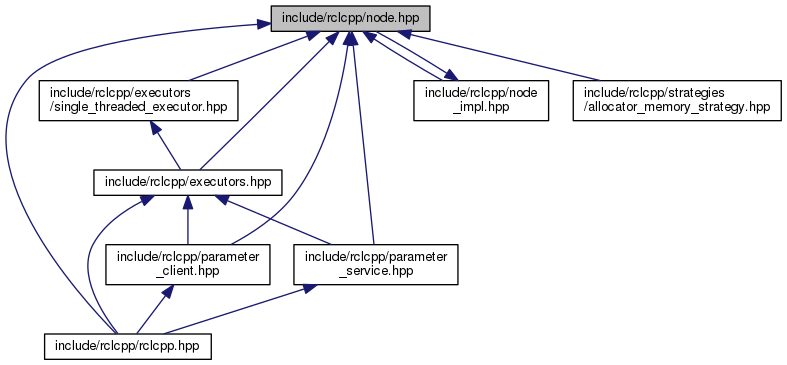 include/rclcpp/node.hpp
include/rclcpp/executors
/single_threaded_executor.hpp
include/rclcpp/node
_impl.hpp
include/rclcpp/strategies
/allocator_memory_strategy.hpp
include/rclcpp/executors.hpp
include/rclcpp/parameter
_client.hpp
include/rclcpp/parameter
_service.hpp
include/rclcpp/rclcpp.hpp